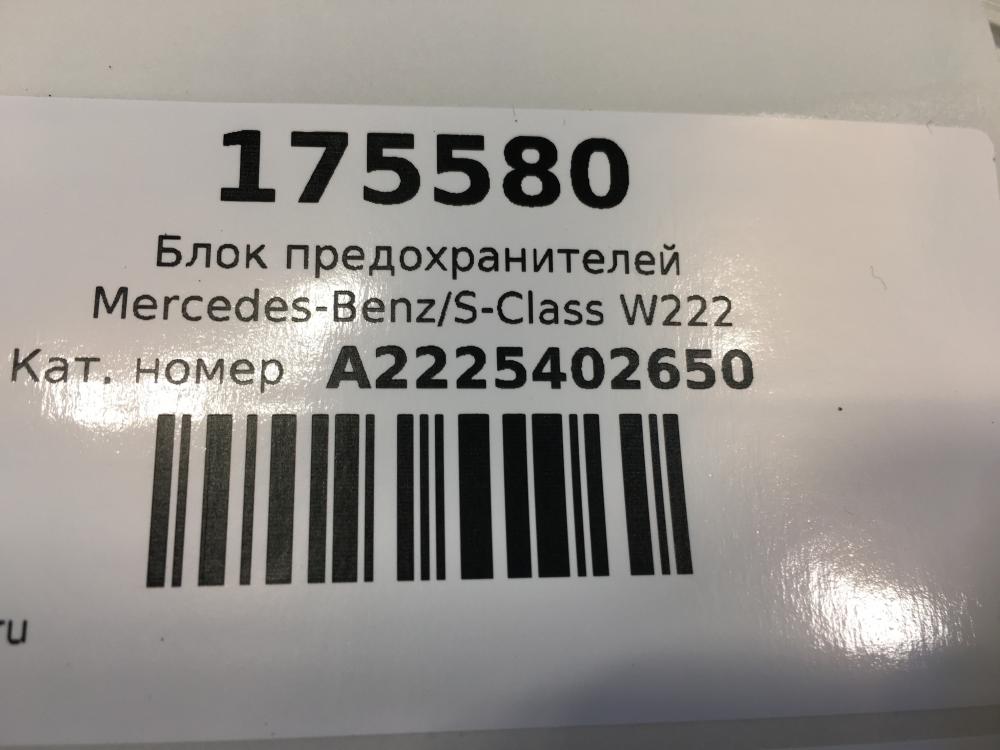 175580
Блок предохранителей
Mercedes-Benz/S-Class W222
Кат. номер A2225402650
ru